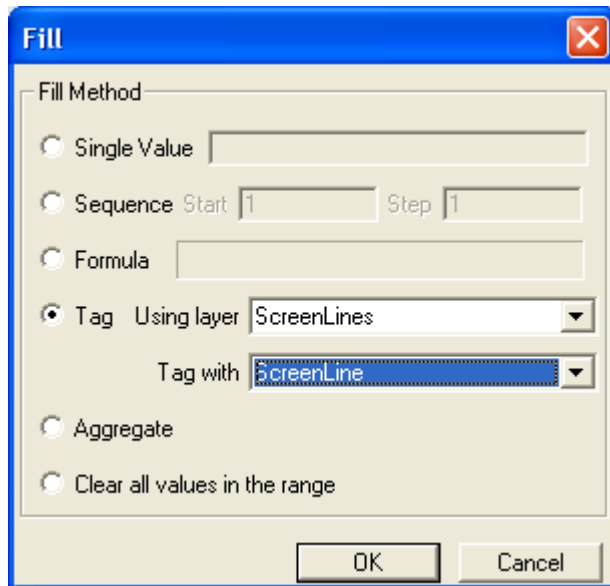 Fill
Fill Method
Single Value
Sequence Start 1 Step 1
Formula
Tag Using layer ScreenLines
Tag with ScreenLine
Aggregate
Clear all values in the range
OK Cancel